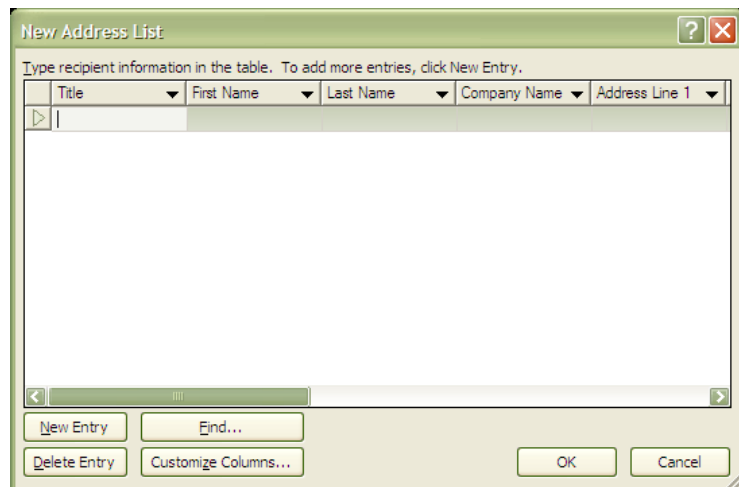 New Address List ?
Type recipient information in the table. To add more entries, click New Entry.
Title First Name Last Name Company Name Address Line 1
New Entry Find...
Delete Entry Customize Columns... OK Cancel